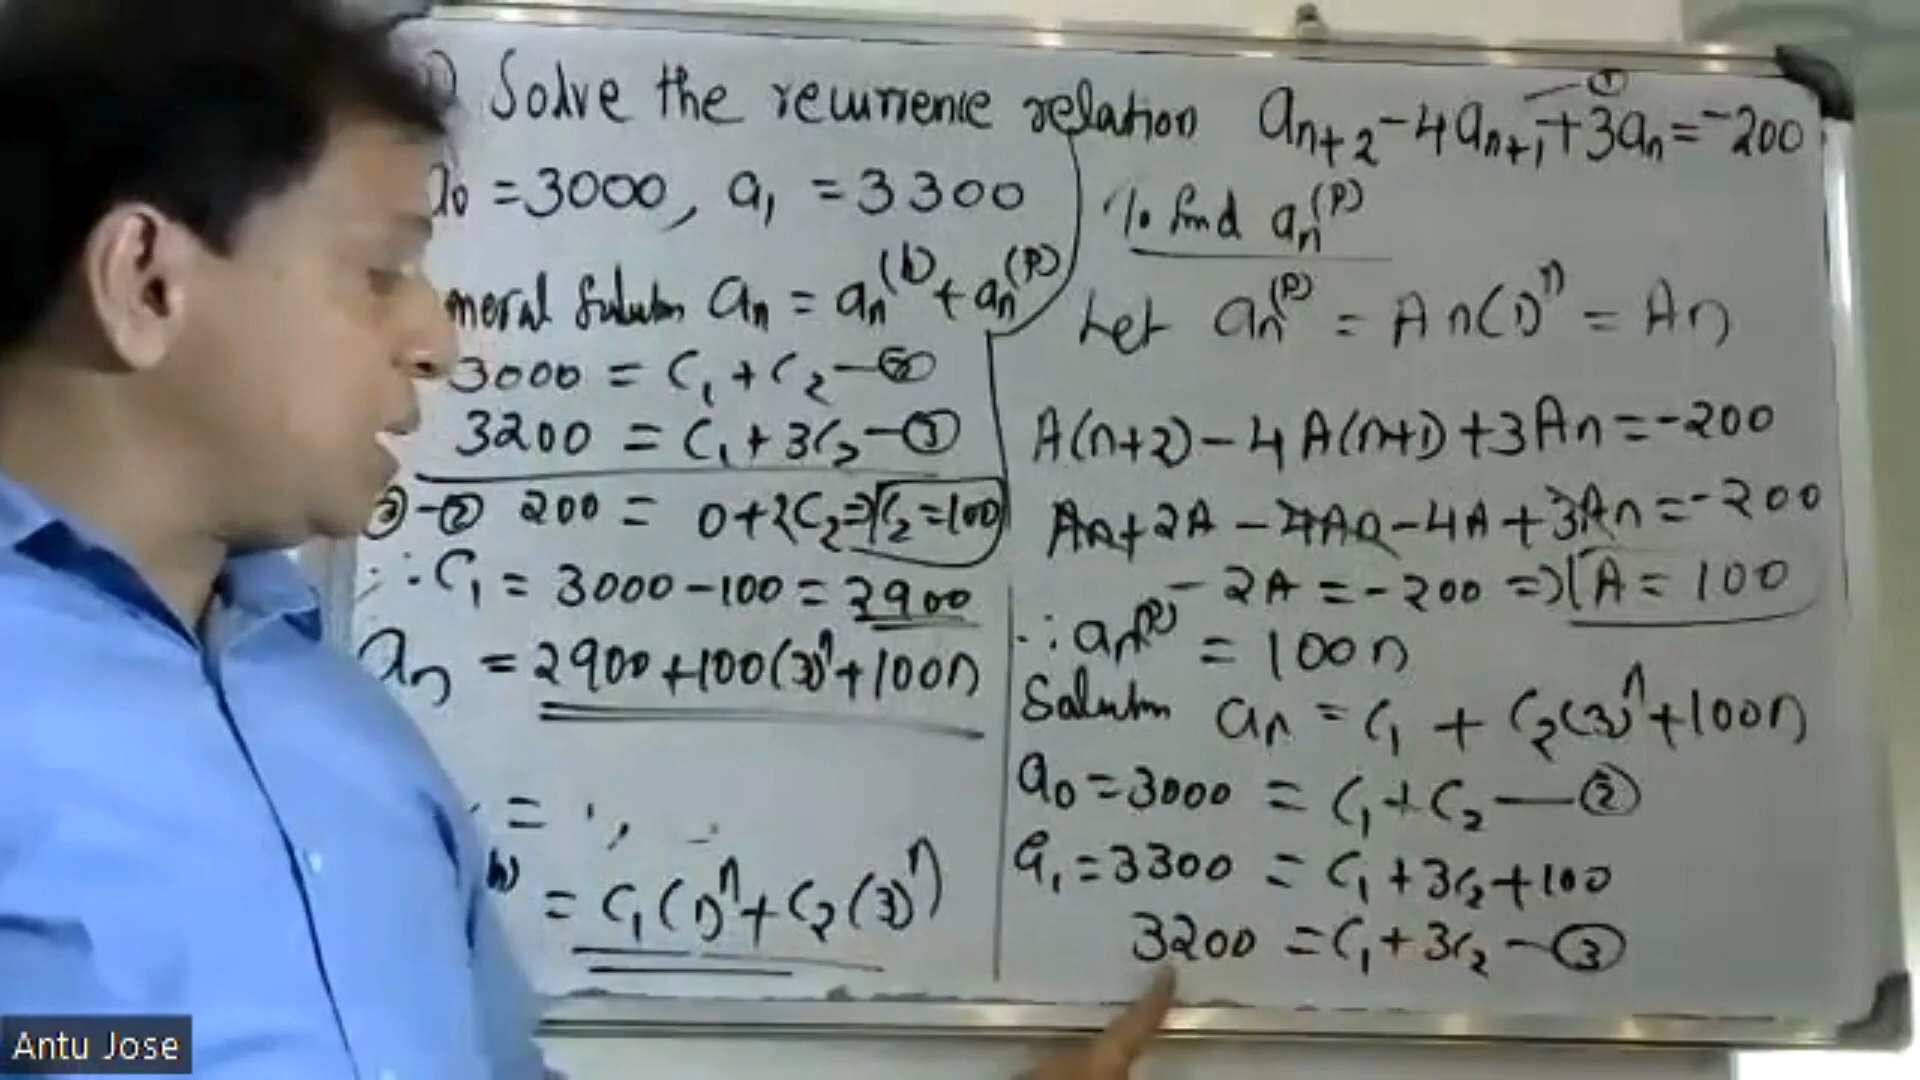 ) Solve the recurrence relation aₙ₊₂ - 4aₙ₊₁ + 3aₙ = -200 — ①
a₀ = 3000, a₁ = 3300
neral Solution aₙ = aₙ⁽ʰ⁾ + aₙ⁽ᵖ⁾
3000 = C₁ + C₂ — ②
3200 = C₁ + 3C₂ — ③
③ - ② 200 = 0 + 2C₂ ⇒ C₂ = 100
∴ C₁ = 3000 - 100 = 2900
aₙ = 2900 + 100(3)ⁿ + 100n
= C₁(1)ⁿ + C₂(3)ⁿ
To find aₙ⁽ᵖ⁾
Let aₙ⁽ᵖ⁾ = An(1)ⁿ = An
A(n+2) - 4A(n+1) + 3An = -200
An + 2A - 4An - 4A + 3An = -200
-2A = -200 ⇒ A = 100
∴ aₙ⁽ᵖ⁾ = 100n
Solution aₙ = C₁ + C₂(3)ⁿ + 100n
a₀ = 3000 = C₁ + C₂ — ②
a₁ = 3300 = C₁ + 3C₂ + 100
3200 = C₁ + 3C₂ — ③
Antu Jose